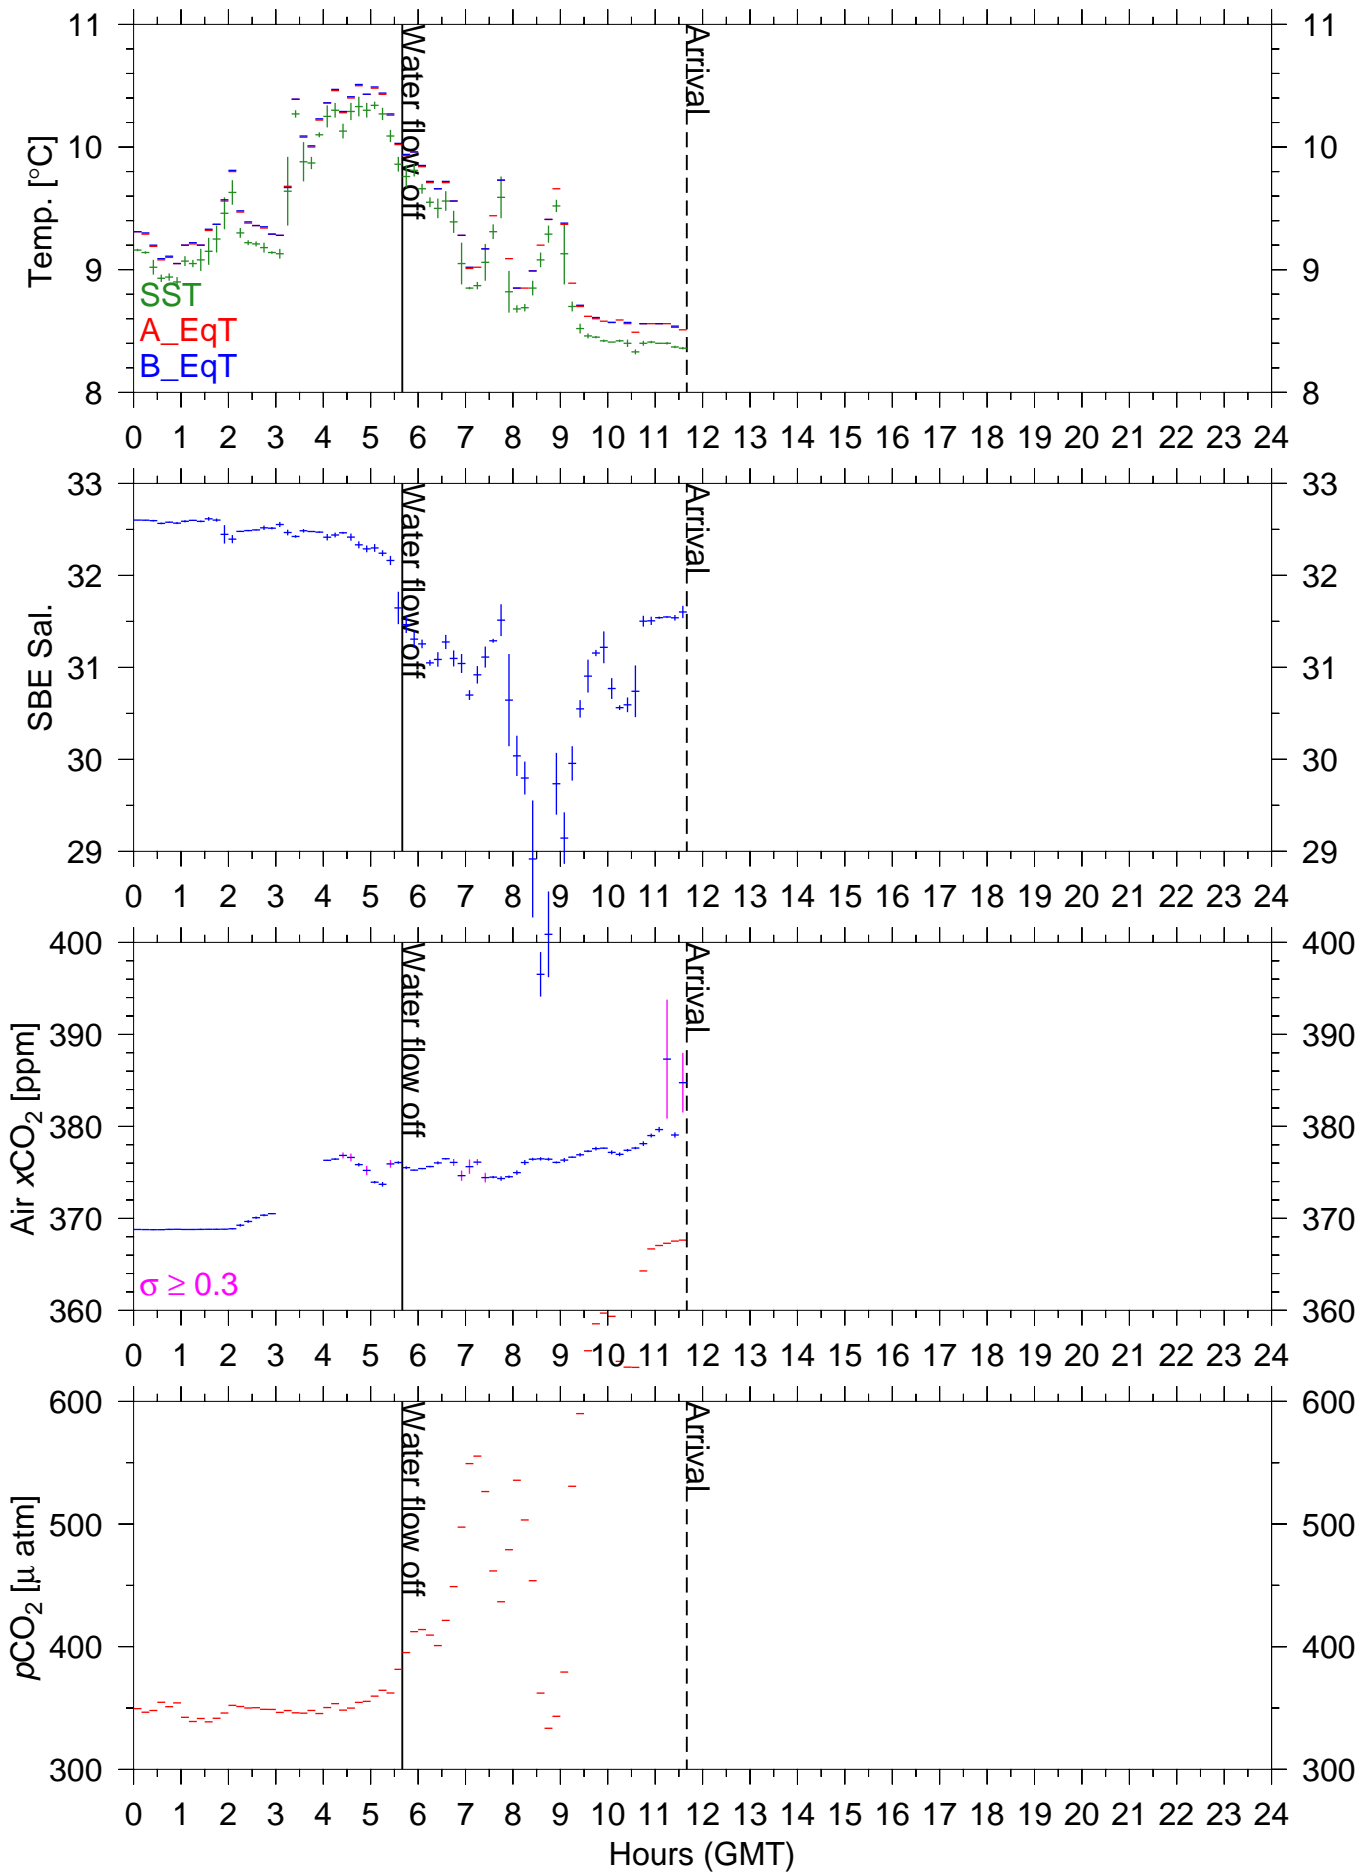 11 11
10 10
9 9
8 8
Temp. [°C]
Water flow off
Arrival
SST
A_EqT
B_EqT
0 1 2 3 4 5 6 7 8 9 10 11 12 13 14 15 16 17 18 19 20 21 22 23 24
33 33
32 32
31 31
30 30
29 29
SBE Sal.
Water flow off
Arrival
0 1 2 3 4 5 6 7 8 9 10 11 12 13 14 15 16 17 18 19 20 21 22 23 24
400 400
390 390
380 380
370 370
360 360
Air xCO₂ [ppm]
Water flow off
Arrival
σ ≥ 0.3
0 1 2 3 4 5 6 7 8 9 10 11 12 13 14 15 16 17 18 19 20 21 22 23 24
600 600
500 500
400 400
300 300
pCO₂ [μ atm]
Water flow off
Arrival
0 1 2 3 4 5 6 7 8 9 10 11 12 13 14 15 16 17 18 19 20 21 22 23 24
Hours (GMT)